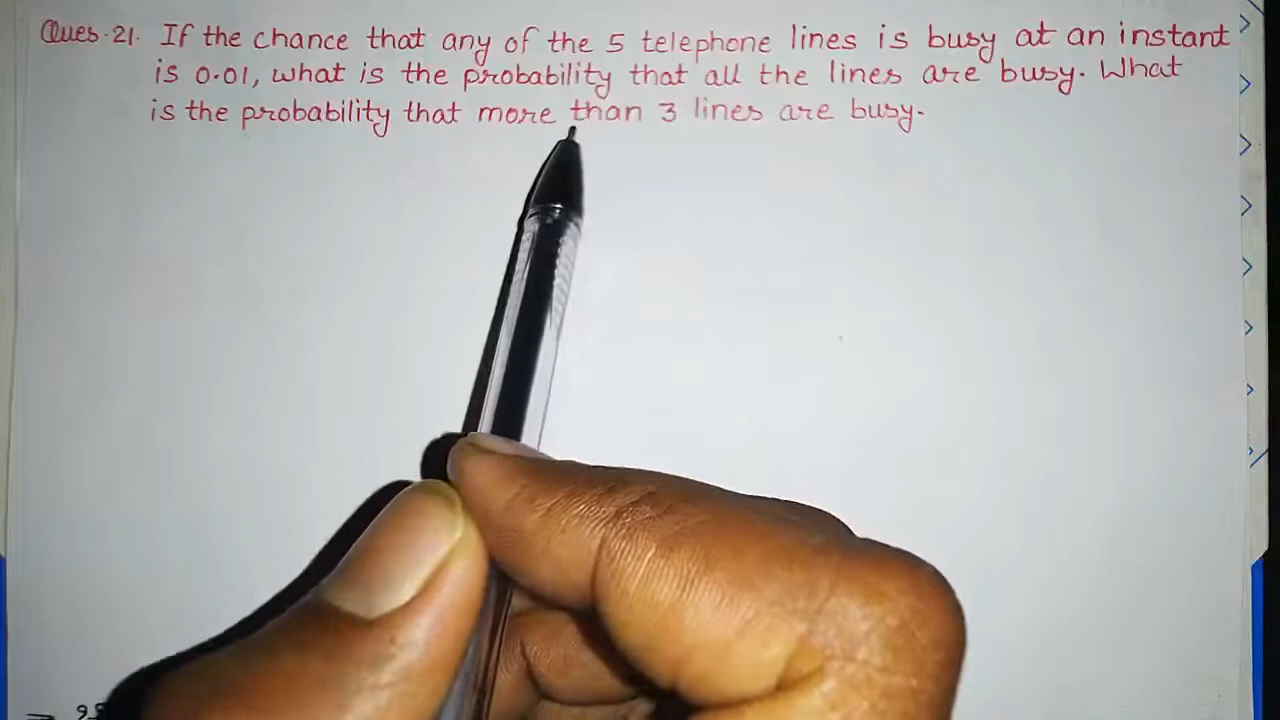 Ques.21. If the chance that any of the 5 telephone lines is busy at an instant
is 0.01, what is the probability that all the lines are busy. What
is the probability that more than 3 lines are busy.